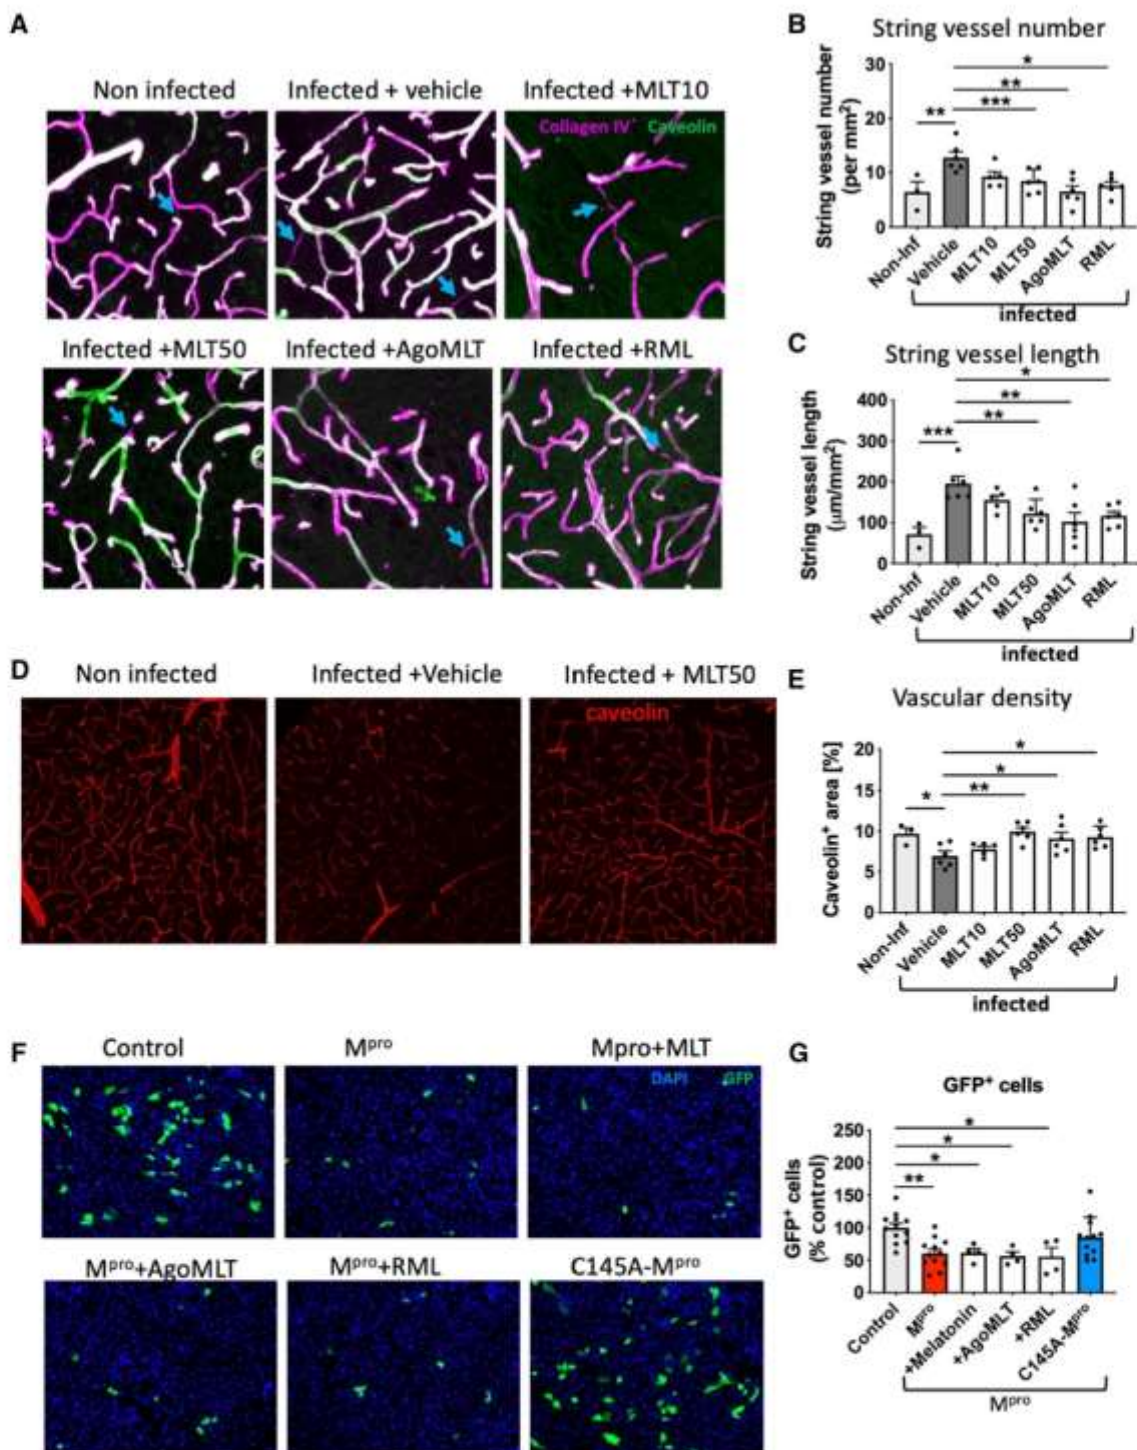 A
Non infected
Infected + vehicle
Infected +MLT10
Collagen IV
Caveolin
Infected +MLT50
Infected +AgoMLT
Infected +RML
B
String vessel number
String vessel number
(per mm²)
30
20
10
0
*
**
***
**
Non-Inf
Vehicle
MLT10
MLT50
AgoMLT
RML
infected
C
String vessel length
String vessel length
(μm/mm²)
400
300
200
100
0
*
**
**
***
Non-Inf
Vehicle
MLT10
MLT50
AgoMLT
RML
infected
D
Non infected
Infected +Vehicle
Infected + MLT50
caveolin
E
Vascular density
Caveolin⁺ area [%]
20
15
10
5
0
*
*
**
*
Non-Inf
Vehicle
MLT10
MLT50
AgoMLT
RML
infected
F
Control
Mᵖʳᵒ
Mpro+MLT
DAPI
GFP
Mᵖʳᵒ+AgoMLT
Mᵖʳᵒ+RML
C145A-Mᵖʳᵒ
G
GFP⁺ cells
GFP⁺ cells
(% control)
250
200
150
100
50
0
*
*
*
**
Control
Mᵖʳᵒ
+Melatonin
+AgoMLT
+RML
C145A-Mᵖʳᵒ
Mᵖʳᵒ